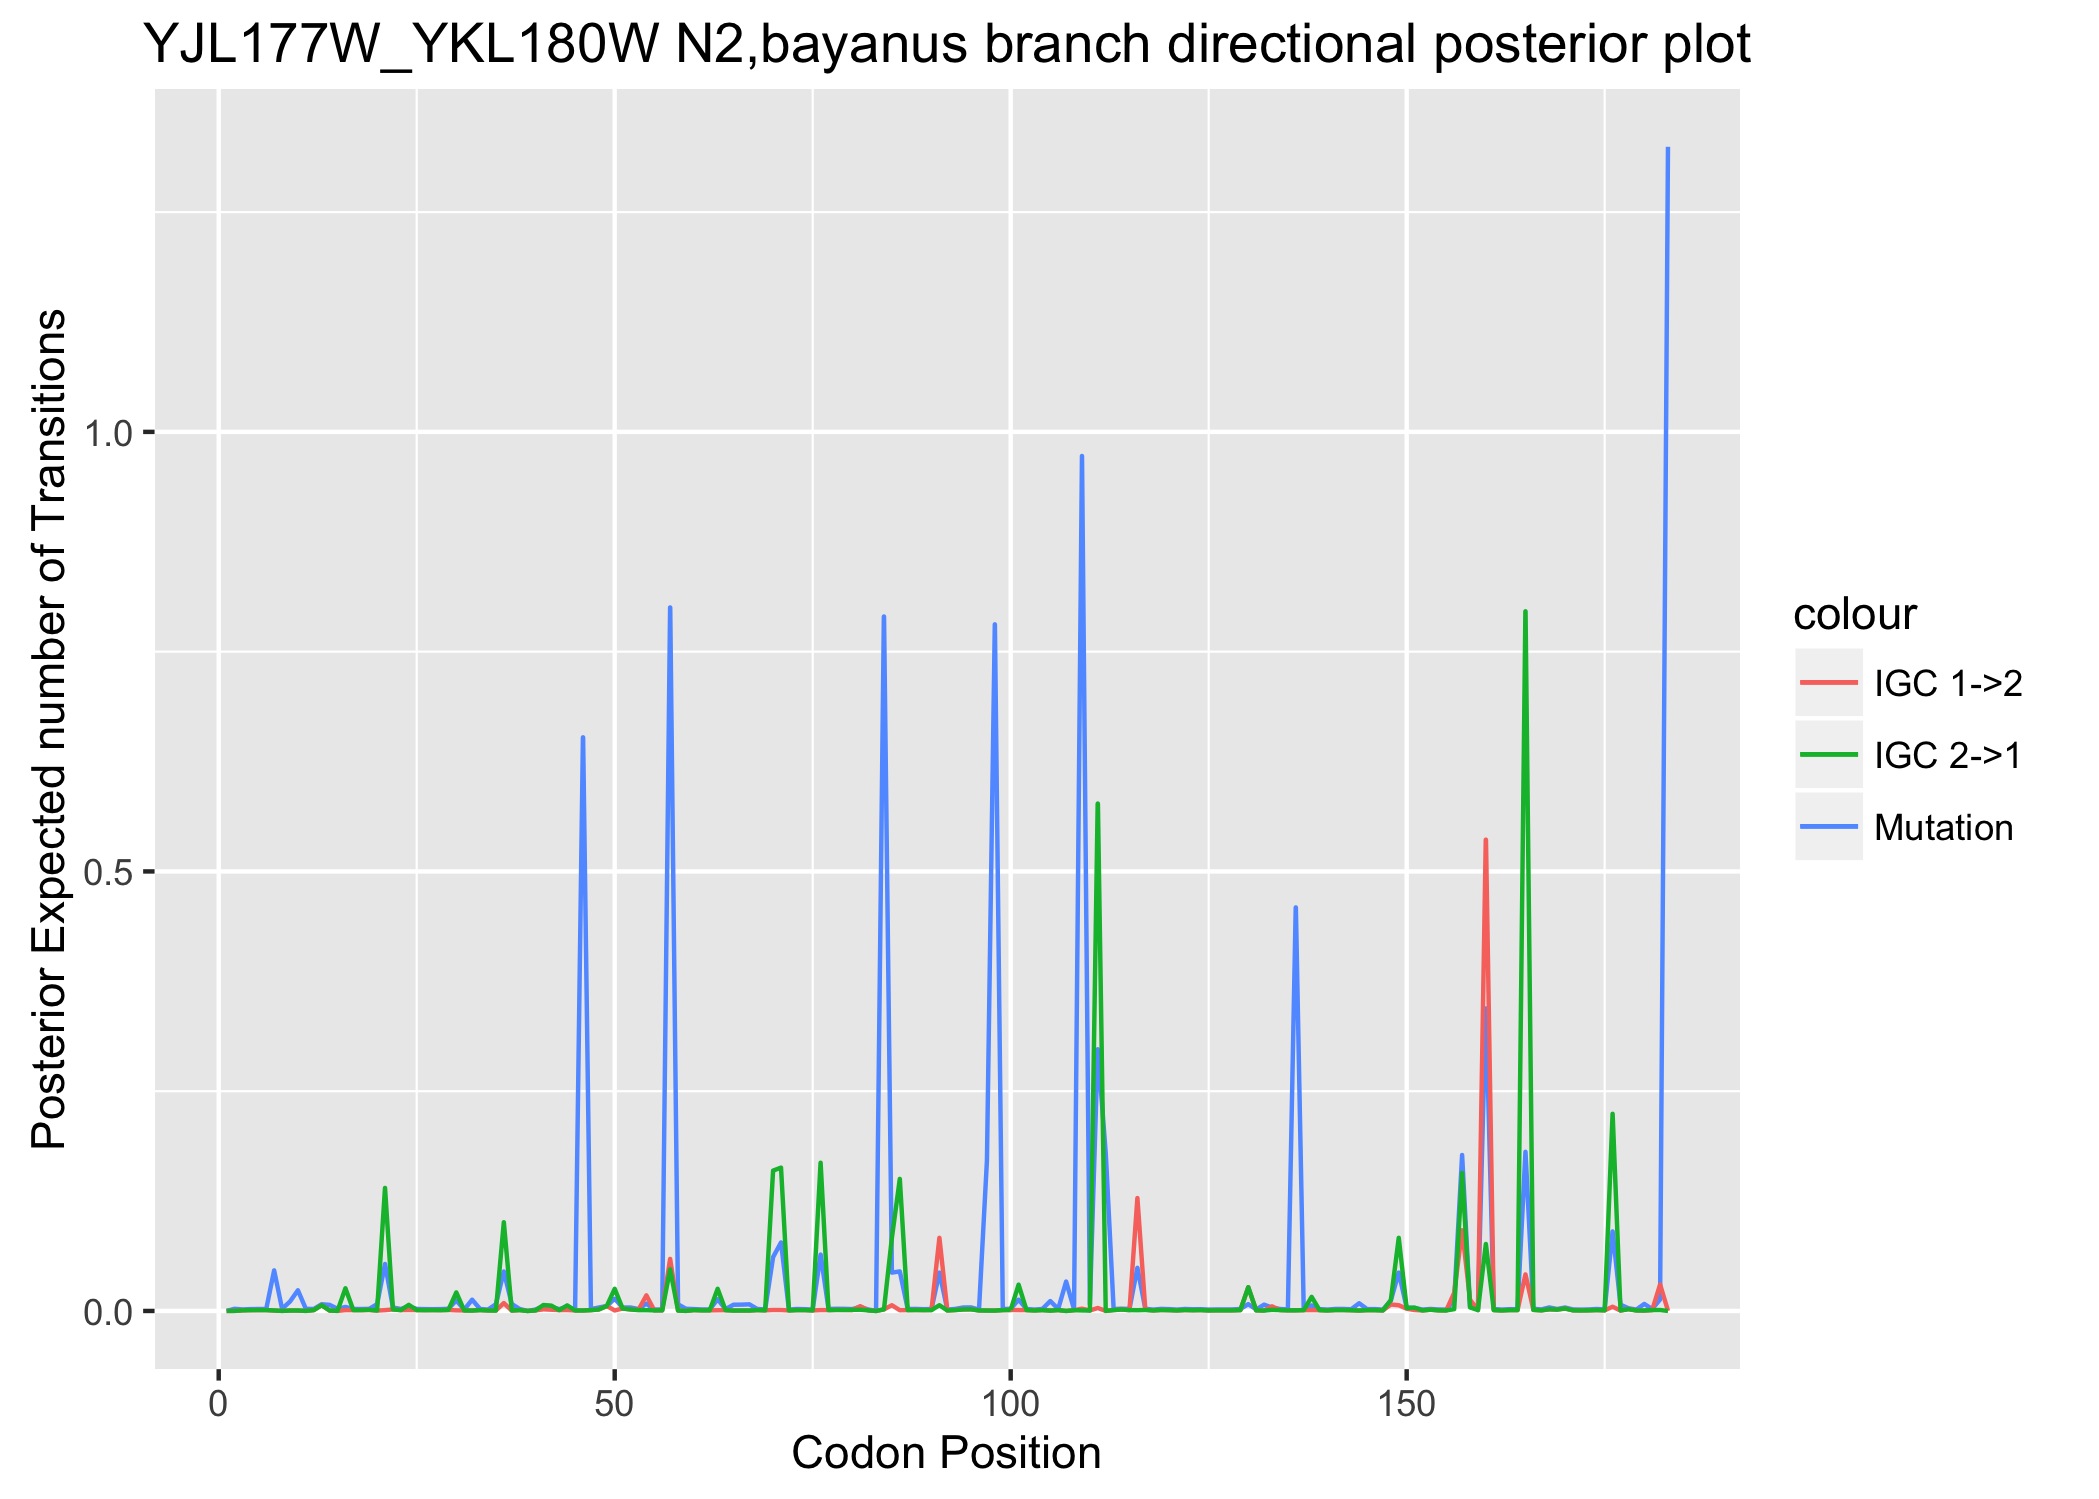 YJL177W_YKL180W N2,bayanus branch directional posterior plot
Posterior Expected number of Transitions
1.0
0.5
0.0
0
50
100
150
Codon Position
colour
IGC 1->2
IGC 2->1
Mutation